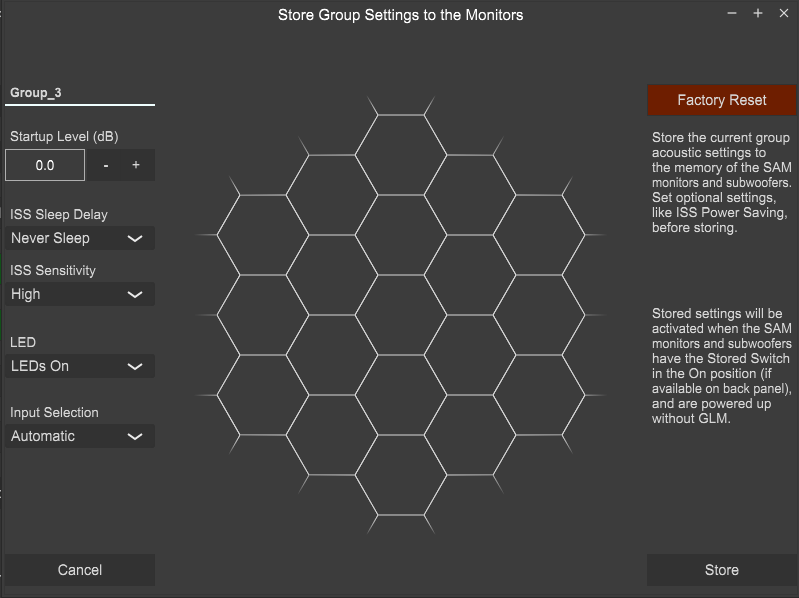 Store Group Settings to the Monitors
Group_3
Startup Level (dB)
0.0 - +
ISS Sleep Delay
Never Sleep
ISS Sensitivity
High
LED
LEDs On
Input Selection
Automatic
Cancel
Factory Reset
Store the current group
acoustic settings to
the memory of the SAM
monitors and subwoofers.
Set optional settings,
like ISS Power Saving,
before storing.
Stored settings will be
activated when the SAM
monitors and subwoofers
have the Stored Switch
in the On position (if
available on back panel),
and are powered up
without GLM.
Store